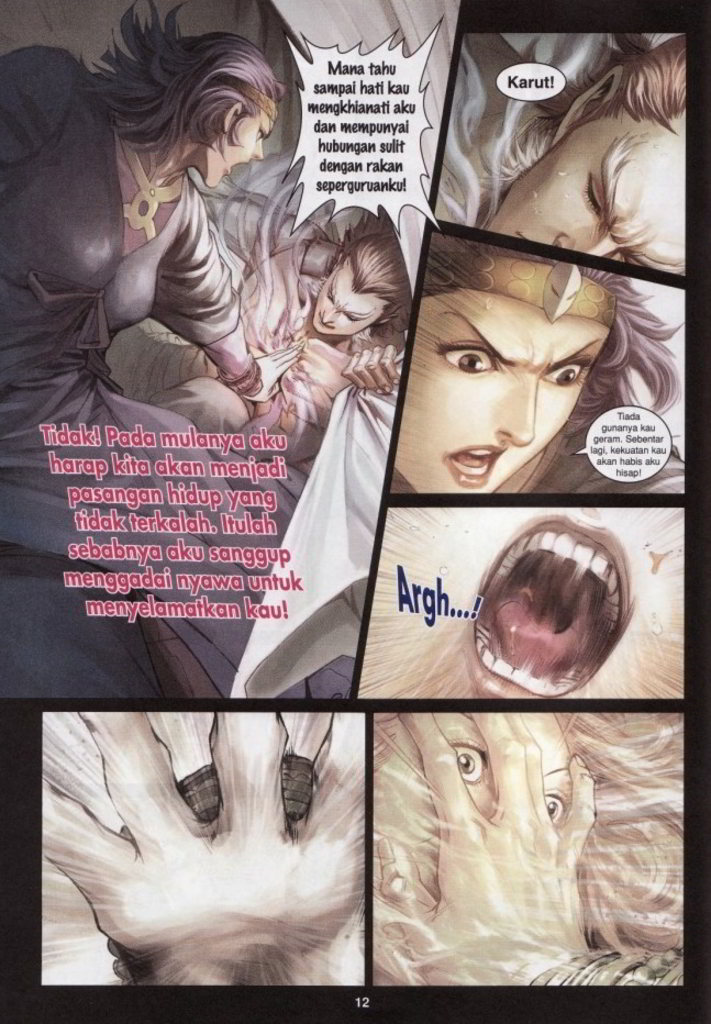 Mana tahu
sampai hati kau
mengkhianati aku
dan mempunyai
hubungan sulit
dengan rakan
seperguruanku!
Karut!
Tidak! Pada mulanya aku
harap kita akan menjadi
pasangan hidup yang
tidak terkalah. Itulah
sebabnya aku sanggup
menggadai nyawa untuk
menyelamatkan kau!
Tiada
gunanya kau
geram. Sebentar
lagi, kekuatan kau
akan habis aku
hisap!
Argh...!
12